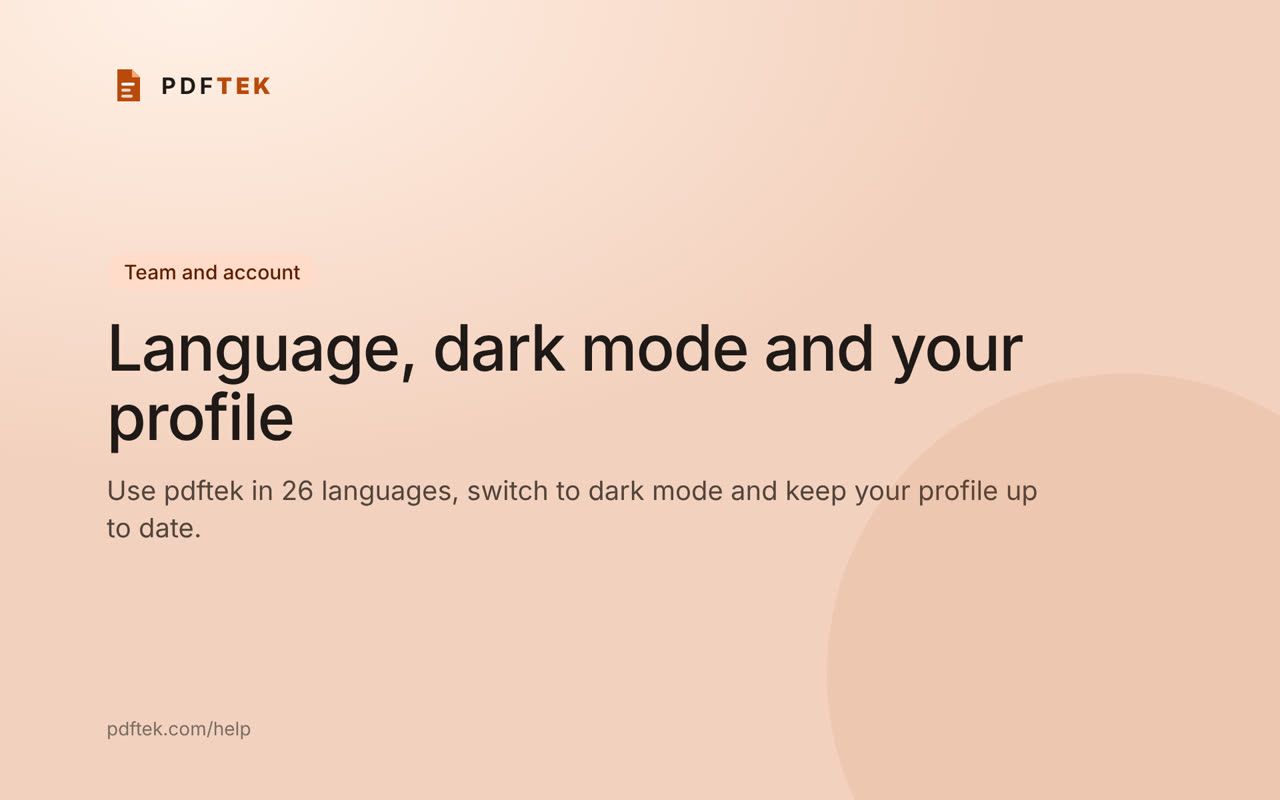 PDFTEK
Team and account
Language, dark mode and your
profile
Use pdftek in 26 languages, switch to dark mode and keep your profile up
to date.
pdftek.com/help